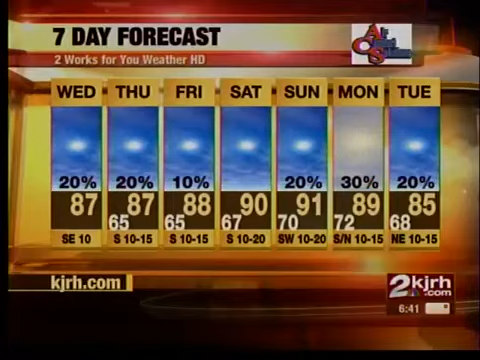 7 DAY FORECAST
2 Works for You Weather HD
WED THU FRI SAT SUN MON TUE
20% 20% 10% 20% 30% 20%
87 87 88 90 91 89 85
65 65 67 70 72 68
SE 10 S 10-15 S 10-15 S 10-20 SW 10-20 S/N 10-15 NE 10-15
kjrh.com
2kjrh
.com
6:41